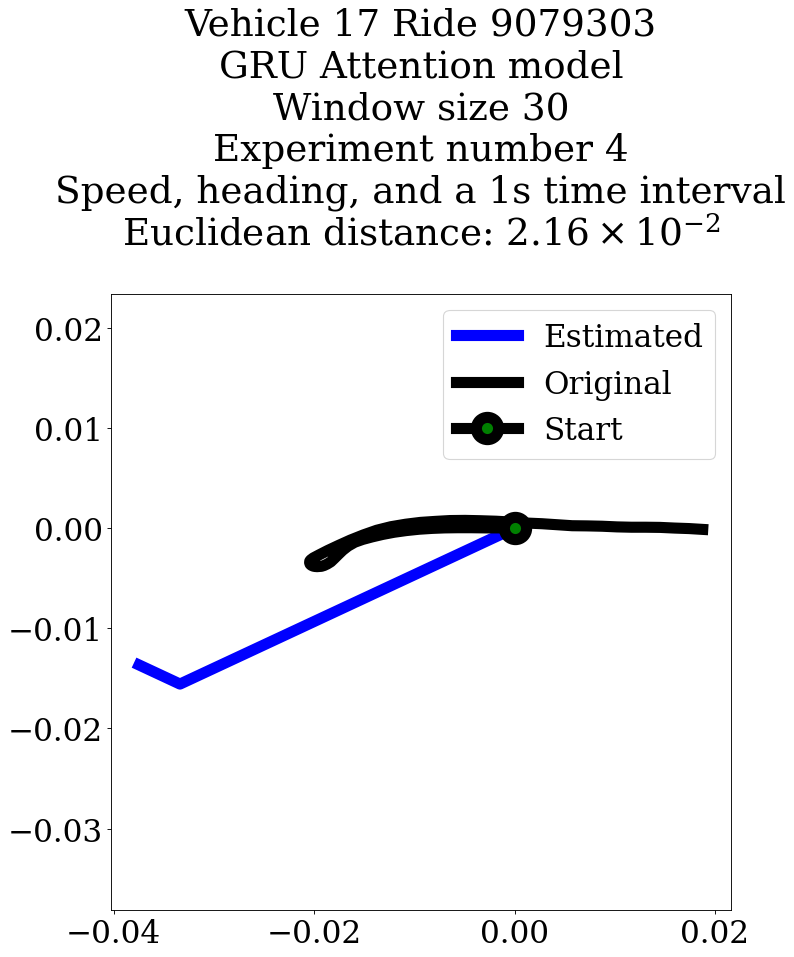 Vehicle 17 Ride 9079303
GRU Attention model
Window size 30
Experiment number 4
Speed, heading, and a 1s time interval
Euclidean distance: 2.16 × 10⁻²
Estimated
Original
Start
0.02
0.01
0.00
−0.01
−0.02
−0.03
−0.04 −0.02 0.00 0.02